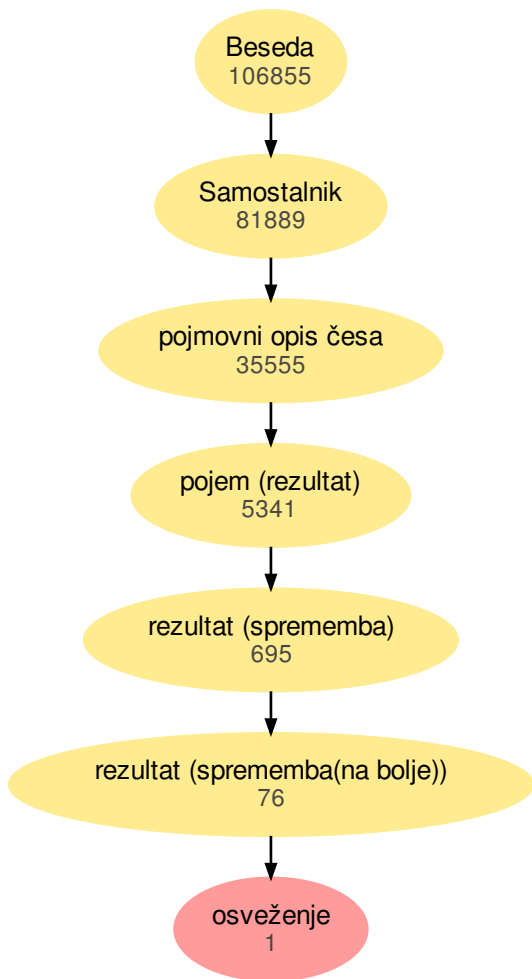 Beseda
106855
Samostalnik
81889
pojmovni opis česa
35555
pojem (rezultat)
5341
rezultat (sprememba)
695
rezultat (sprememba(na bolje))
76
osveženje
1